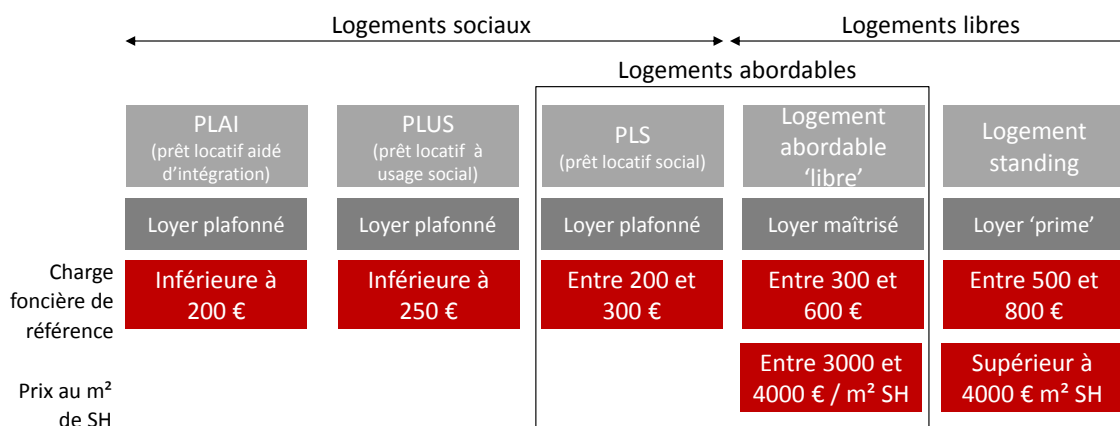 Logements sociaux
Logements libres
Logements abordables
PLAI
(prêt locatif aidé
d'intégration)
PLUS
(prêt locatif à
usage social)
PLS
(prêt locatif social)
Logement
abordable
'libre'
Logement
standing
Loyer plafonné
Loyer plafonné
Loyer plafonné
Loyer maîtrisé
Loyer 'prime'
Charge
foncière de
référence
Inférieure à
200 €
Inférieure à
250 €
Entre 200 et
300 €
Entre 300 et
600 €
Entre 500 et
800 €
Prix au m²
de SH
Entre 3000 et
4000 € / m² SH
Supérieur à
4000 € m² SH